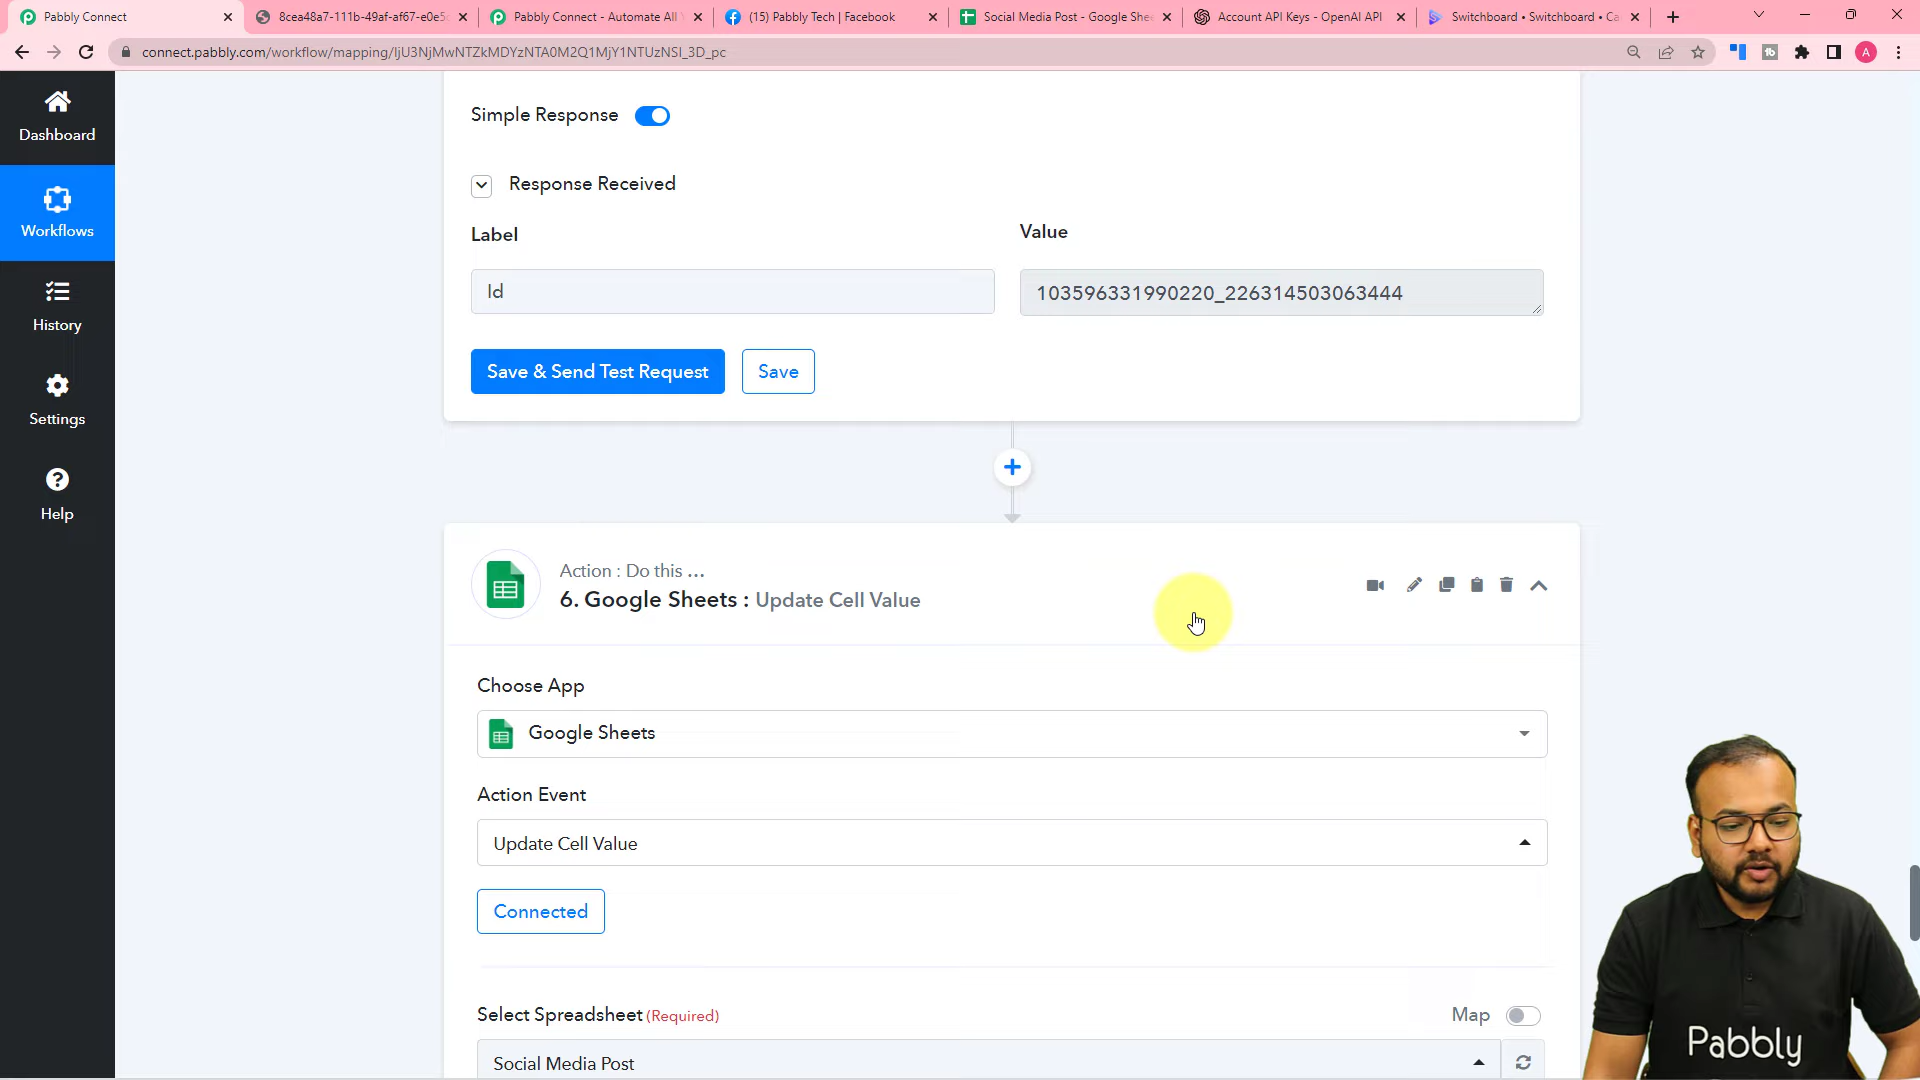 Pabbly Connect
8cea48a7-111b-49af-af67-e0e5
Pabbly Connect - Automate All
(15) Pabbly Tech | Facebook
Social Media Post - Google Shee
Account API Keys - OpenAI API
Switchboard • Switchboard • Ca
connect.pabbly.com/workflow/mapping/IjU3NjMwNTZkMDYzNTA0M2Q1MjY1NTUzNSI_3D_pc
A
Dashboard
Workflows
History
Settings
Help
Simple Response
Response Received
Label
Value
Id
103596331990220_226314503063444
Save & Send Test Request
Save
Action : Do this ...
6. Google Sheets : Update Cell Value
Choose App
Google Sheets
Action Event
Update Cell Value
Connected
Select Spreadsheet (Required)
Map
Social Media Post
Pabbly